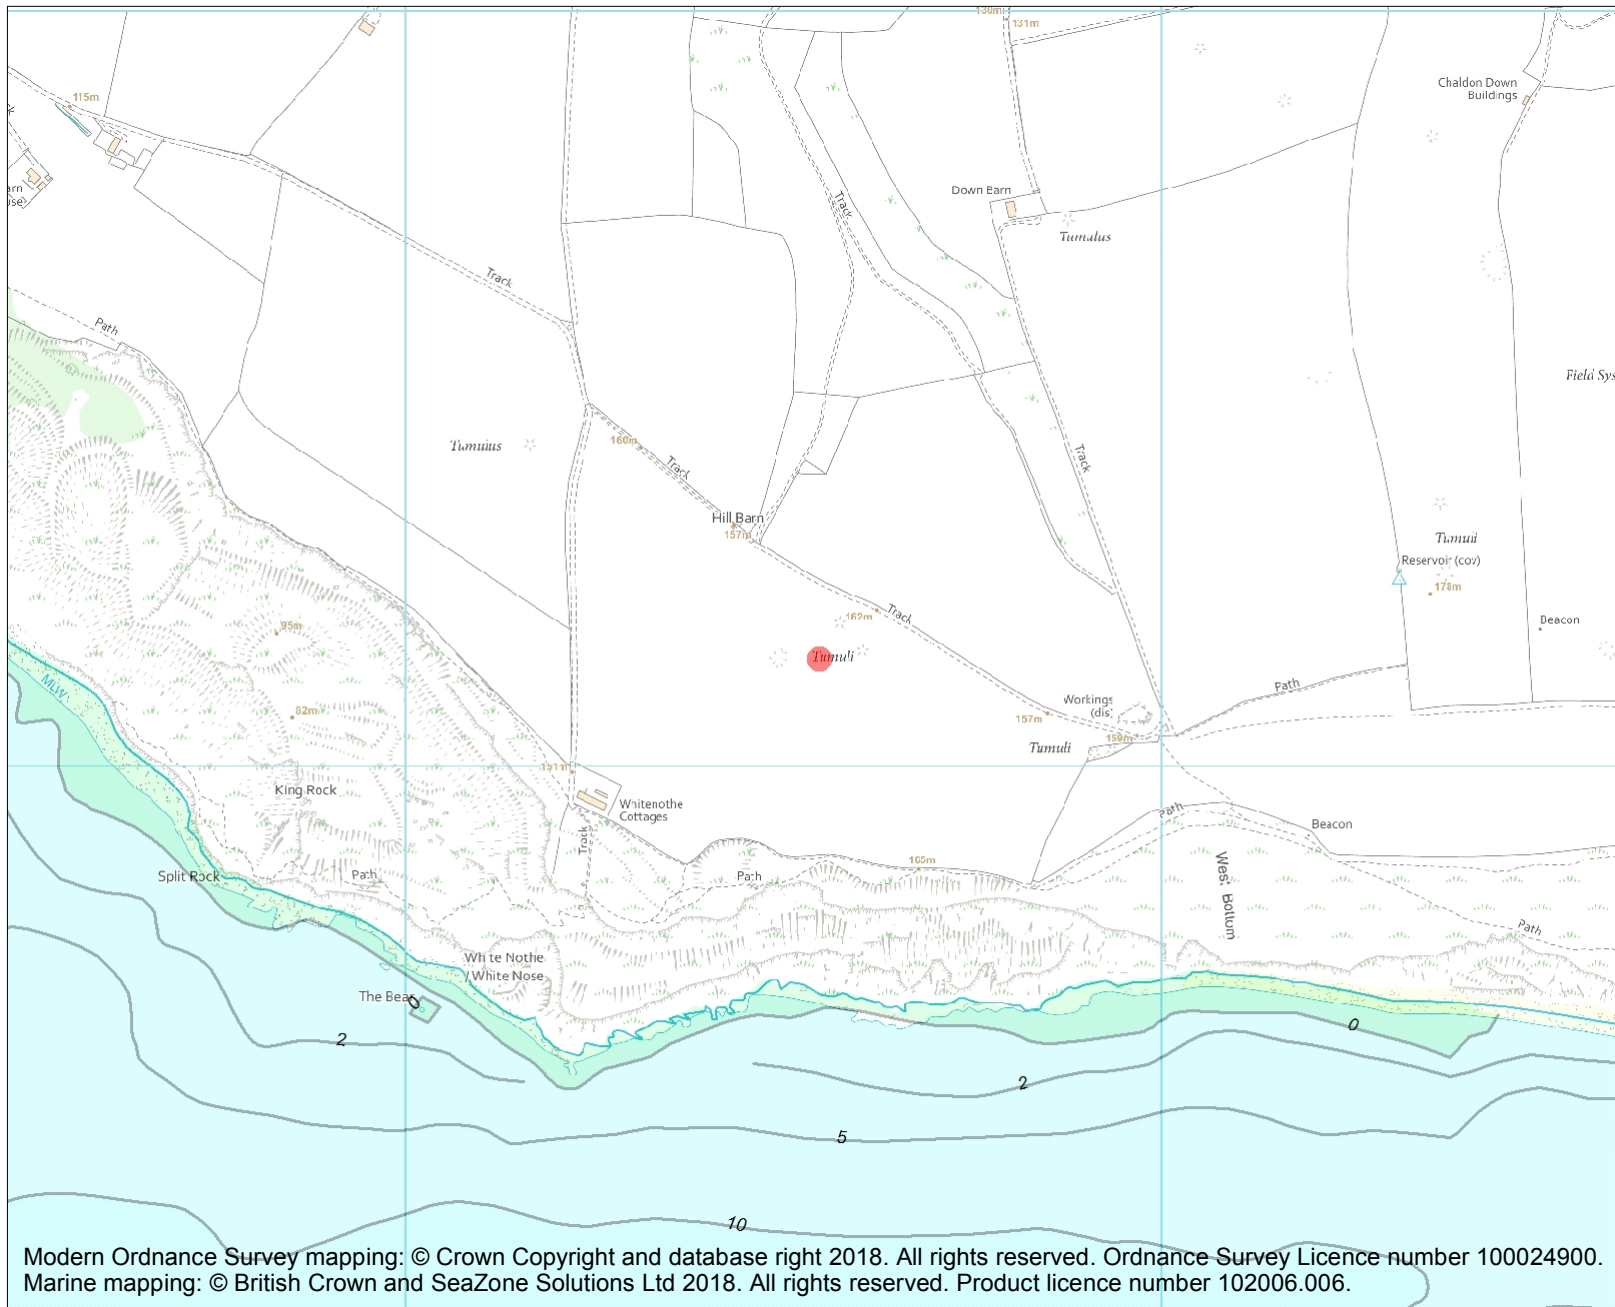 130m
131m
Chaldon Down
Buildings
115m
Down Barn
Track
Tumulus
Track
Path
Field Sys
Tumulus
160m
Track
Track
Hill Barn
157m
Tumuli
Reservoir (cov)
178m
Beacon
162m
Track
95m
Tumuli
MLW
82m
Path
Workings
(dis)
157m
159m
Tumuli
151m
King Rock
Whitenothe
Cottages
Path
Beacon
Track
165m
Split Rock
Path
Path
West Bottom
Path
White Nothe
/ White Nose
The Bear
0
0
2
2
5
10
Modern Ordnance Survey mapping: © Crown Copyright and database right 2018. All rights reserved. Ordnance Survey Licence number 100024900.
Marine mapping: © British Crown and SeaZone Solutions Ltd 2018. All rights reserved. Product licence number 102006.006.